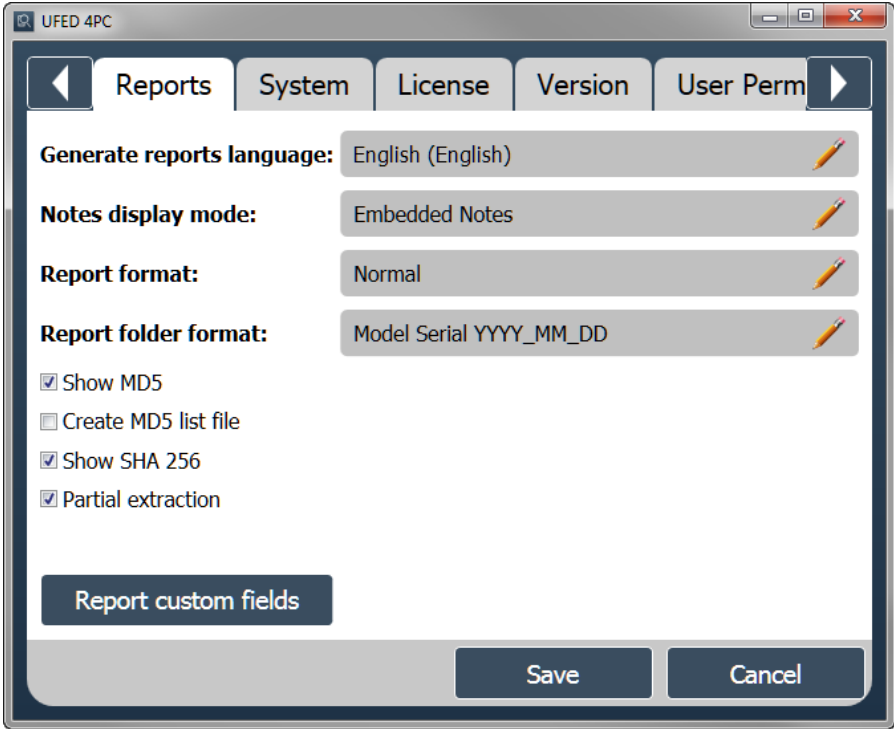 UFED 4PC
Reports System License Version User Perm
Generate reports language: English (English)
Notes display mode: Embedded Notes
Report format: Normal
Report folder format: Model Serial YYYY_MM_DD
Show MD5
Create MD5 list file
Show SHA 256
Partial extraction
Report custom fields
Save Cancel